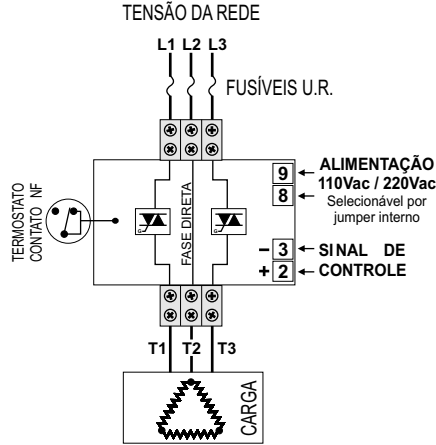 TENSÃO DA REDE
L1 L2 L3
FUSÍVEIS U.R.
TERMOSTATO
CONTATO NF
FASE DIRETA
G
G
9
ALIMENTAÇÃO
110Vac / 220Vac
8
Selecionável por
jumper interno
– 3
SINAL DE
+ 2
CONTROLE
T1 T2 T3
CARGA